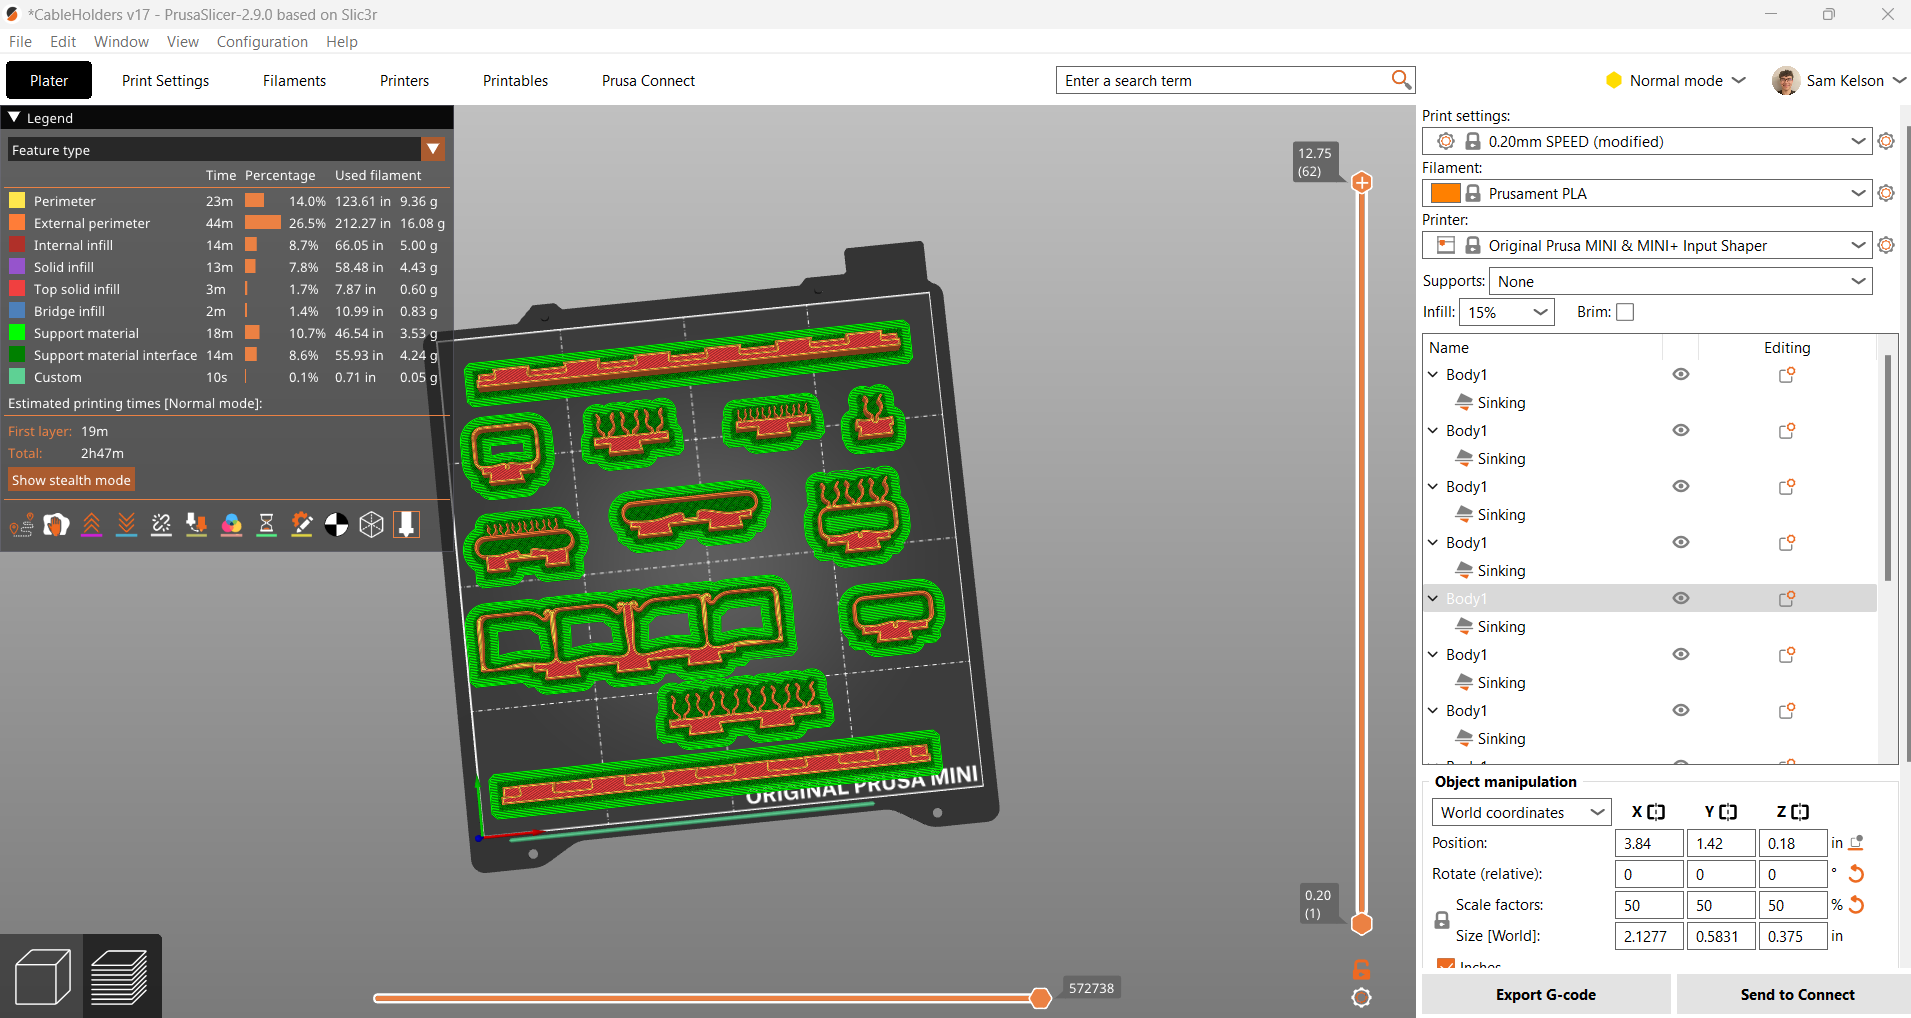 *CableHolders v17 - PrusaSlicer-2.9.0 based on Slic3r
File Edit Window View Configuration Help
Plater Print Settings Filaments Printers Printables Prusa Connect
Enter a search term
Normal mode
Sam Kelson
Legend
Feature type
Time Percentage Used filament
Perimeter 23m 14.0% 123.61 in 9.36 g
External perimeter 44m 26.5% 212.27 in 16.08 g
Internal infill 14m 8.7% 66.05 in 5.00 g
Solid infill 13m 7.8% 58.48 in 4.43 g
Top solid infill 3m 1.7% 7.87 in 0.60 g
Bridge infill 2m 1.4% 10.99 in 0.83 g
Support material 18m 10.7% 46.54 in 3.53 g
Support material interface 14m 8.6% 55.93 in 4.24 g
Custom 10s 0.1% 0.71 in 0.05 g
Estimated printing times [Normal mode]:
First layer: 19m
Total: 2h47m
Show stealth mode
12.75
(62)
ORIGINAL PRUSA MINI
0.20
(1)
572738
Print settings:
0.20mm SPEED (modified)
Filament:
Prusament PLA
Printer:
Original Prusa MINI & MINI+ Input Shaper
Supports: None
Infill: 15% Brim:
Name Editing
Body1
Sinking
Body1
Sinking
Body1
Sinking
Body1
Sinking
Body1
Sinking
Body1
Sinking
Body1
Sinking
Object manipulation
World coordinates X Y Z
Position: 3.84 1.42 0.18 in
Rotate (relative): 0 0 0 °
Scale factors: 50 50 50 %
Size [World]: 2.1277 0.5831 0.375 in
Inches
Export G-code Send to Connect